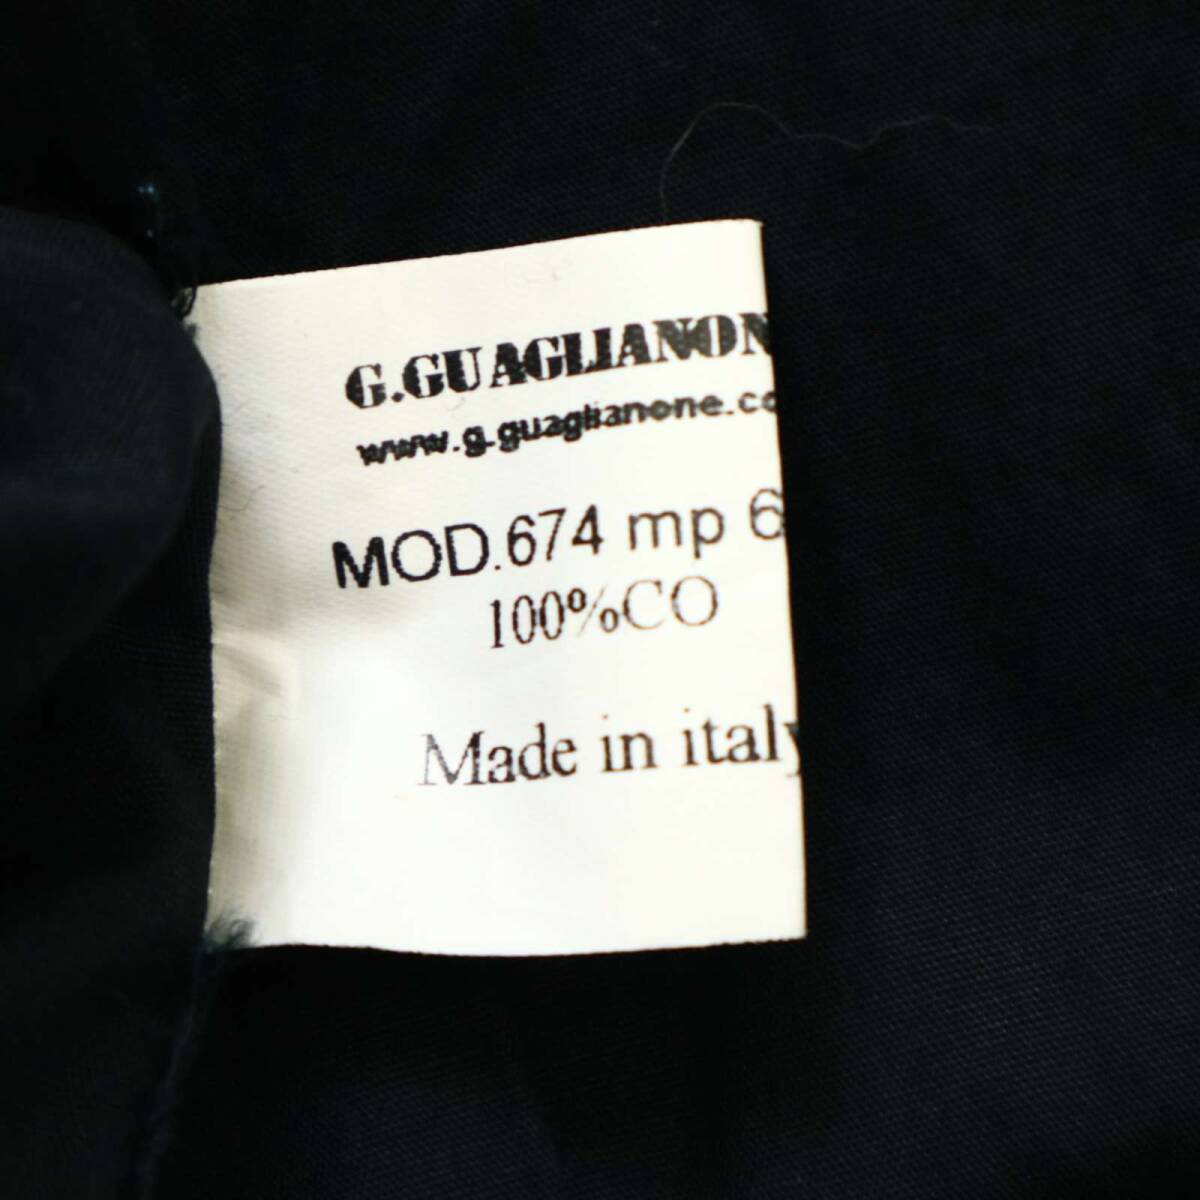 G.GUAGLIANON
www.g.guaglianone.co
MOD.674 mp 6
100%CO
Made in italy